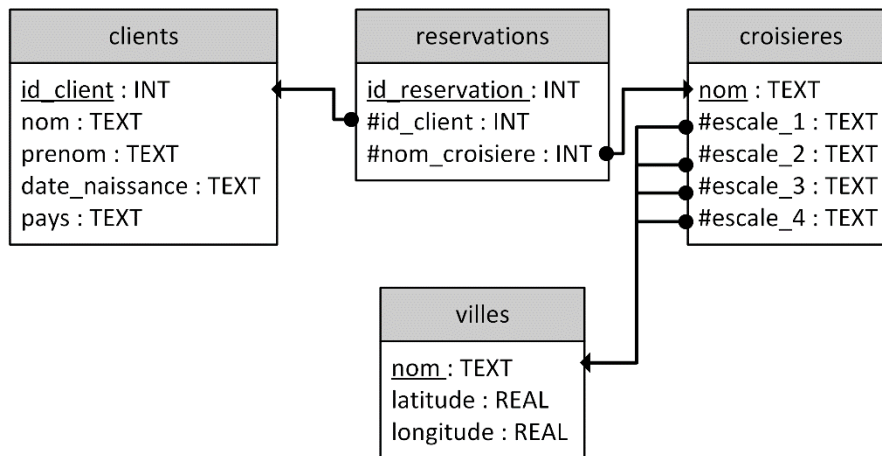 clients
id_client : INT
nom : TEXT
prenom : TEXT
date_naissance : TEXT
pays : TEXT
reservations
id_reservation : INT
#id_client : INT
#nom_croisiere : INT
croisieres
nom : TEXT
#escale_1 : TEXT
#escale_2 : TEXT
#escale_3 : TEXT
#escale_4 : TEXT
villes
nom : TEXT
latitude : REAL
longitude : REAL